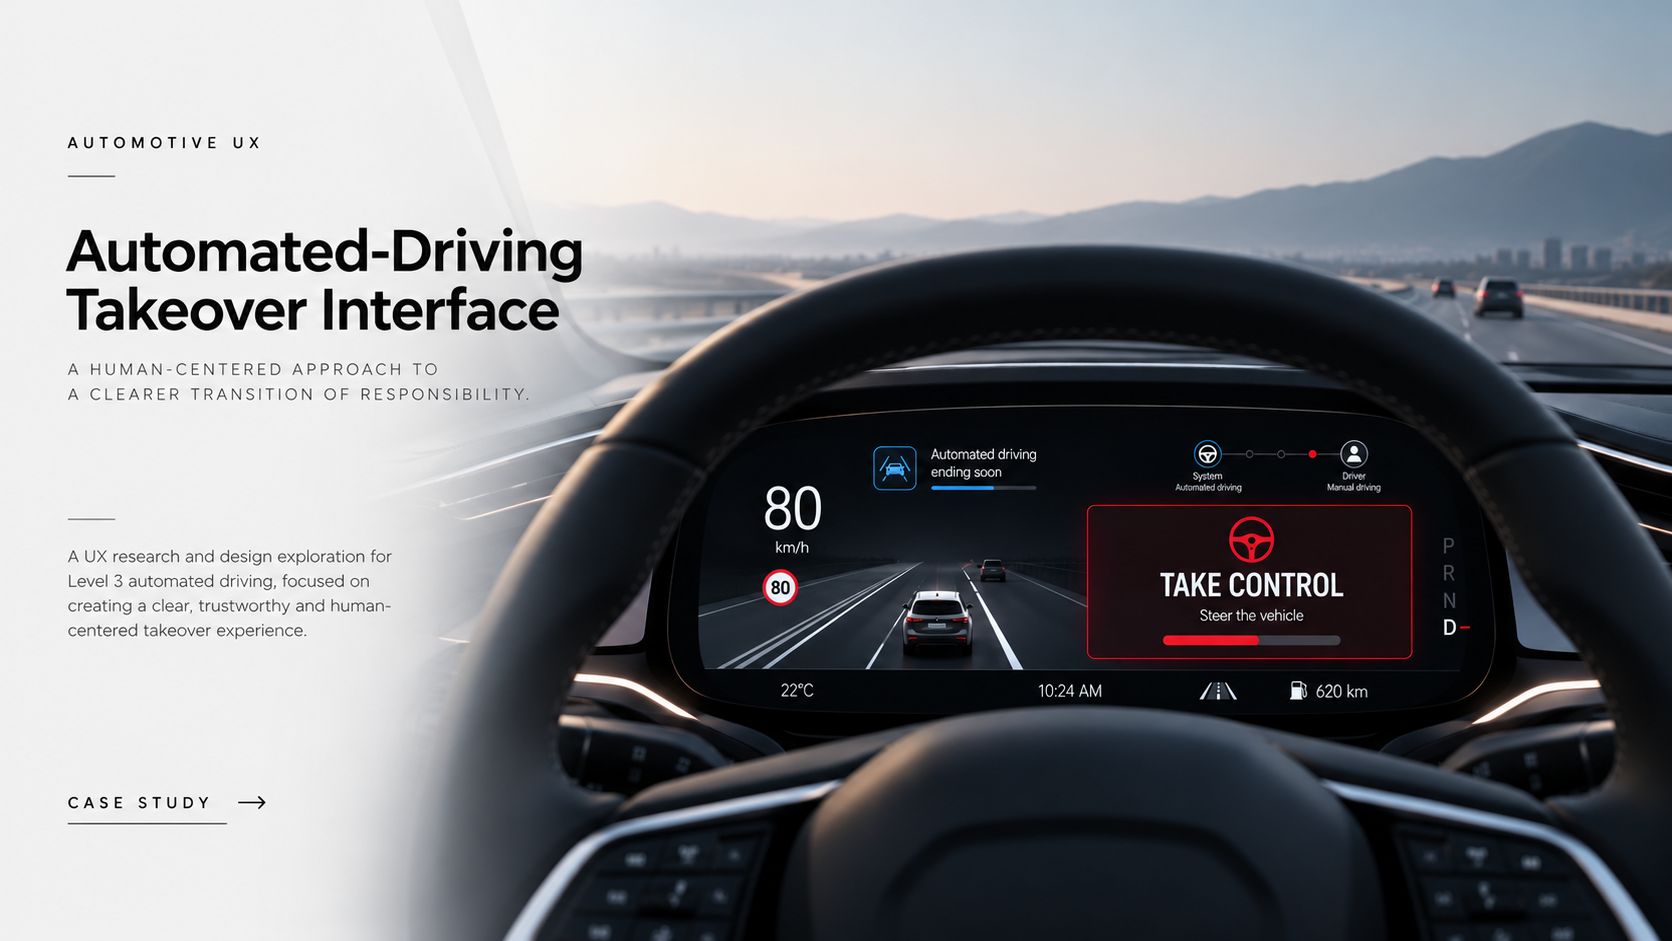 AUTOMOTIVE UX
Automated-Driving
Takeover Interface
A HUMAN-CENTERED APPROACH TO
A CLEARER TRANSITION OF RESPONSIBILITY.
A UX research and design exploration for
Level 3 automated driving, focused on
creating a clear, trustworthy and human-
centered takeover experience.
CASE STUDY
80
km/h
80
Automated driving
ending soon
System
Automated driving
Driver
Manual driving
TAKE CONTROL
Steer the vehicle
P
R
N
D
22°C
10:24 AM
620 km